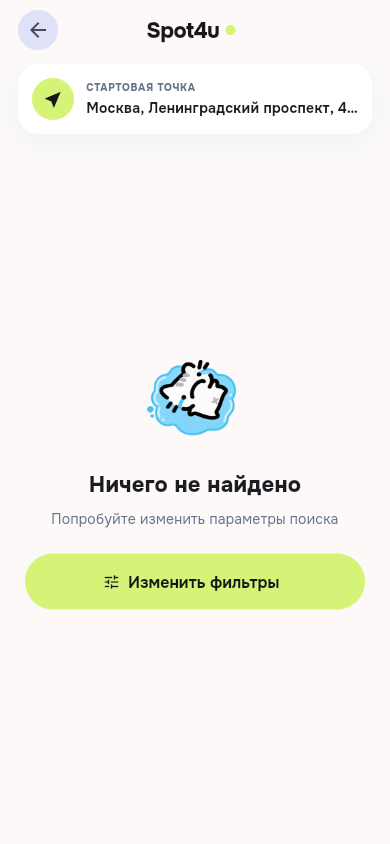 Spot4u
СТАРТОВАЯ ТОЧКА
Москва, Ленинградский проспект, 4...
Ничего не найдено
Попробуйте изменить параметры поиска
Изменить фильтры